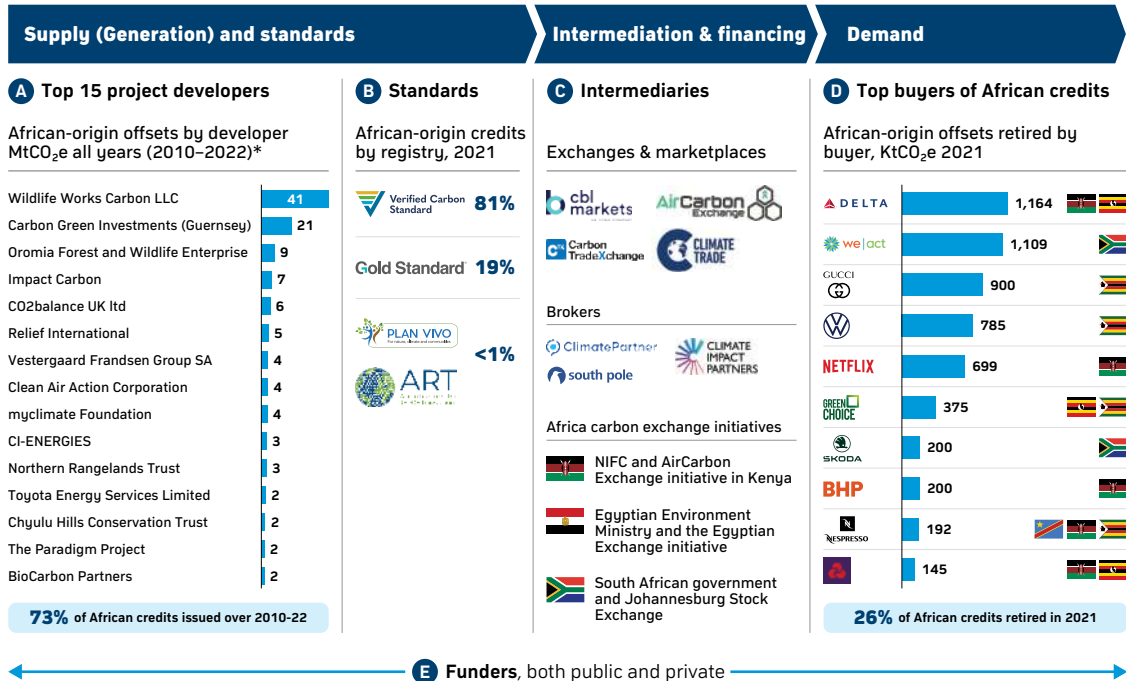 Supply (Generation) and standards
Intermediation & financing
Demand
A Top 15 project developers
African-origin offsets by developer
MtCO₂e all years (2010–2022)*
Wildlife Works Carbon LLC 41
Carbon Green Investments (Guernsey) 21
Oromia Forest and Wildlife Enterprise 9
Impact Carbon 7
CO2balance UK ltd 6
Relief International 5
Vestergaard Frandsen Group SA 4
Clean Air Action Corporation 4
myclimate Foundation 4
CI-ENERGIES 3
Northern Rangelands Trust 3
Toyota Energy Services Limited 2
Chyulu Hills Conservation Trust 2
The Paradigm Project 2
BioCarbon Partners 2
73% of African credits issued over 2010-22
B Standards
African-origin credits
by registry, 2021
Verified Carbon
Standard
81%
Gold Standard 19%
PLAN VIVO
For nature, climate and communities
<1%
ART
C Intermediaries
Exchanges & marketplaces
cbl
markets
AirCarbon
Exchange
Carbon
TradeXchange
CLIMATE
TRADE
Brokers
ClimatePartner
south pole
CLIMATE
IMPACT
PARTNERS
Africa carbon exchange initiatives
NIFC and AirCarbon
Exchange initiative in Kenya
Egyptian Environment
Ministry and the Egyptian
Exchange initiative
South African government
and Johannesburg Stock
Exchange
D Top buyers of African credits
African-origin offsets retired by
buyer, KtCO₂e 2021
DELTA 1,164
we|act 1,109
GUCCI 900
785
NETFLIX 699
GREEN
CHOICE
375
SKODA 200
BHP 200
NESPRESSO 192
145
26% of African credits retired in 2021
E Funders, both public and private